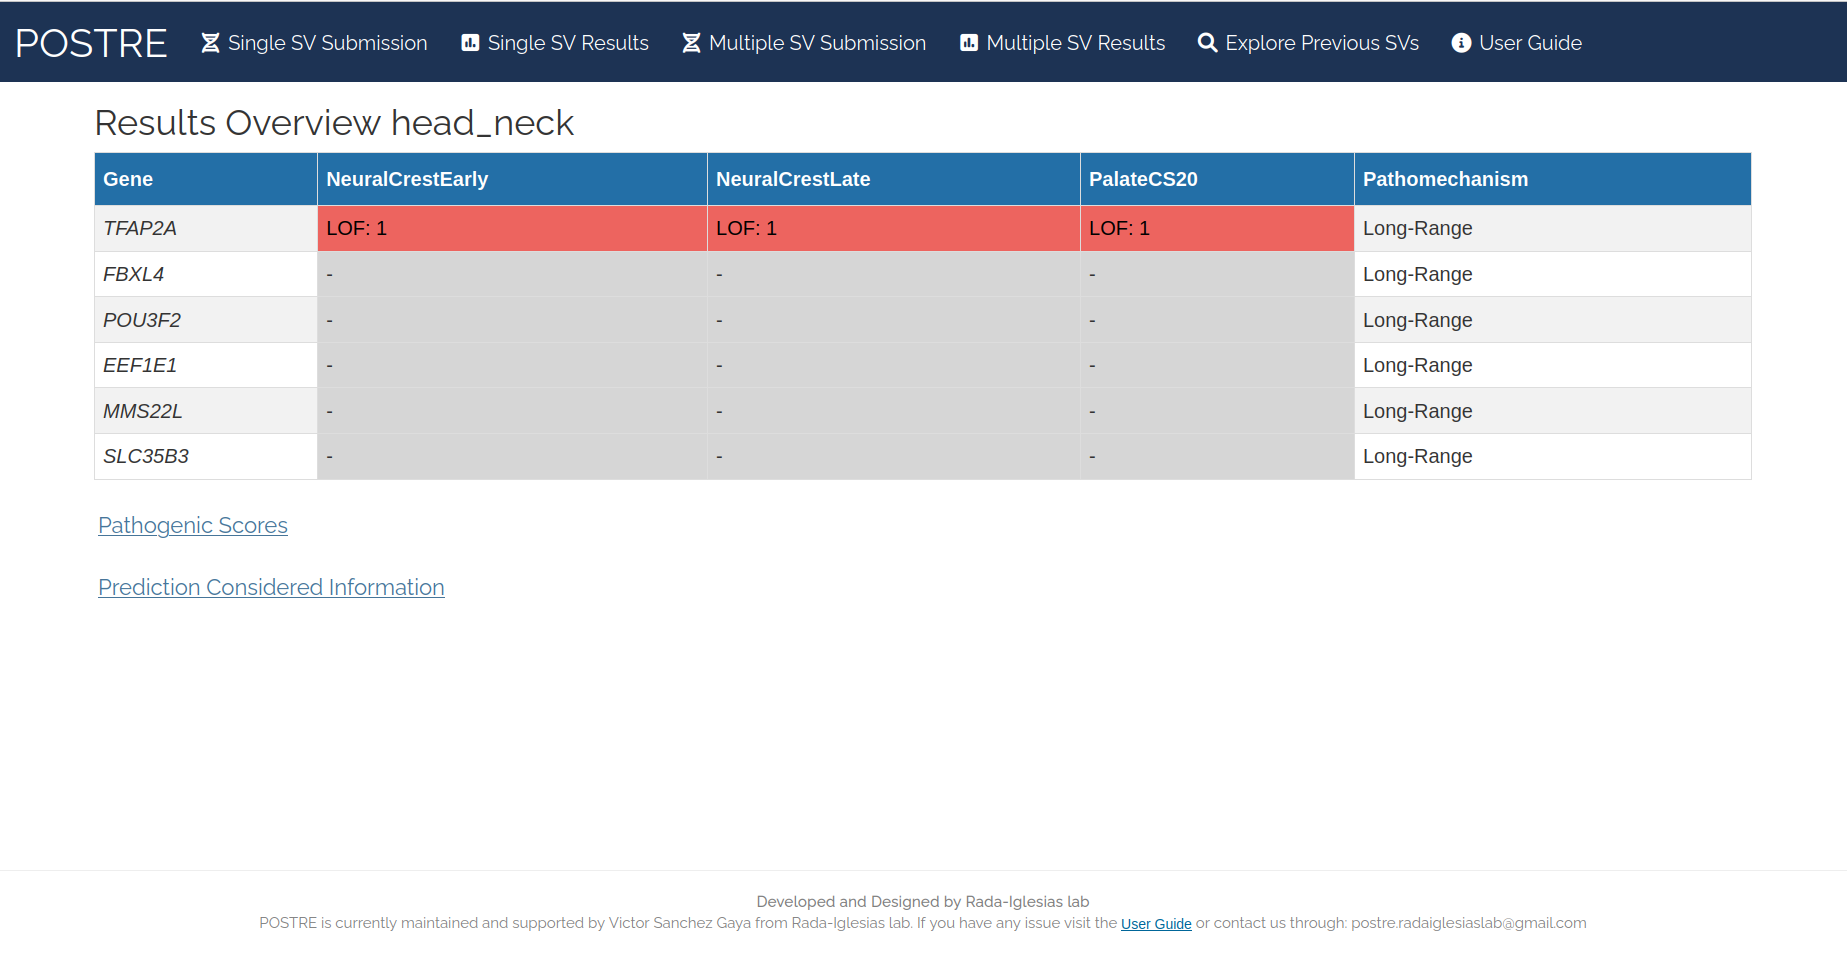 POSTRE Single SV Submission Single SV Results Multiple SV Submission Multiple SV Results Explore Previous SVs User Guide
Results Overview head_neck
Gene NeuralCrestEarly NeuralCrestLate PalateCS20 Pathomechanism
TFAP2A LOF: 1 LOF: 1 LOF: 1 Long-Range
FBXL4 - - - Long-Range
POU3F2 - - - Long-Range
EEF1E1 - - - Long-Range
MMS22L - - - Long-Range
SLC35B3 - - - Long-Range
Pathogenic Scores
Prediction Considered Information
Developed and Designed by Rada-Iglesias lab
POSTRE is currently maintained and supported by Victor Sanchez Gaya from Rada-Iglesias lab. If you have any issue visit the User Guide or contact us through: postre.radaiglesiaslab@gmail.com